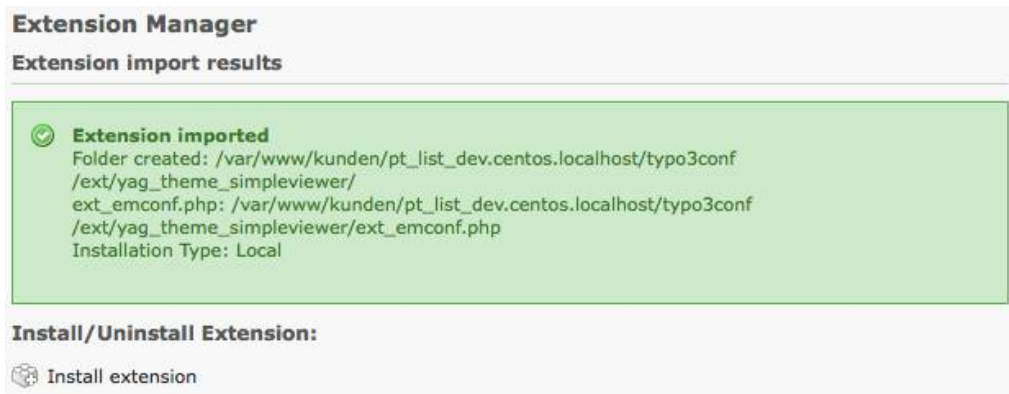 Extension Manager
Extension import results
Extension imported
Folder created: /var/www/kunden/pt_list_dev.centos.localhost/typo3conf
/ext/yag_theme_simpleviewer/
ext_emconf.php: /var/www/kunden/pt_list_dev.centos.localhost/typo3conf
/ext/yag_theme_simpleviewer/ext_emconf.php
Installation Type: Local
Install/Uninstall Extension:
Install extension